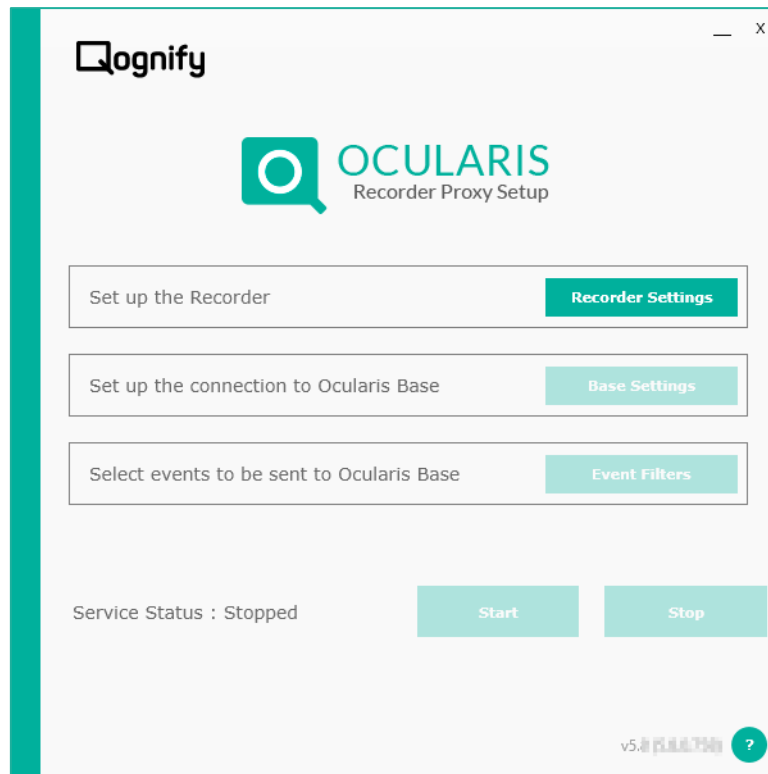 X
Qognify
OCULARIS
Recorder Proxy Setup
Set up the Recorder
Recorder Settings
Set up the connection to Ocularis Base
Base Settings
Select events to be sent to Ocularis Base
Event Filters
Service Status : Stopped
Start
Stop
?